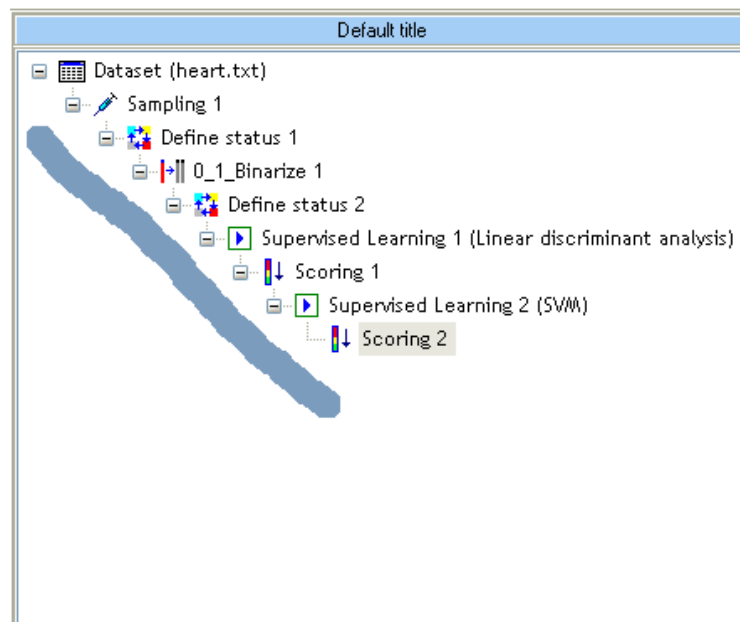 Default title
Dataset (heart.txt)
Sampling 1
Define status 1
0_1_Binarize 1
Define status 2
Supervised Learning 1 (Linear discriminant analysis)
Scoring 1
Supervised Learning 2 (SVM)
Scoring 2